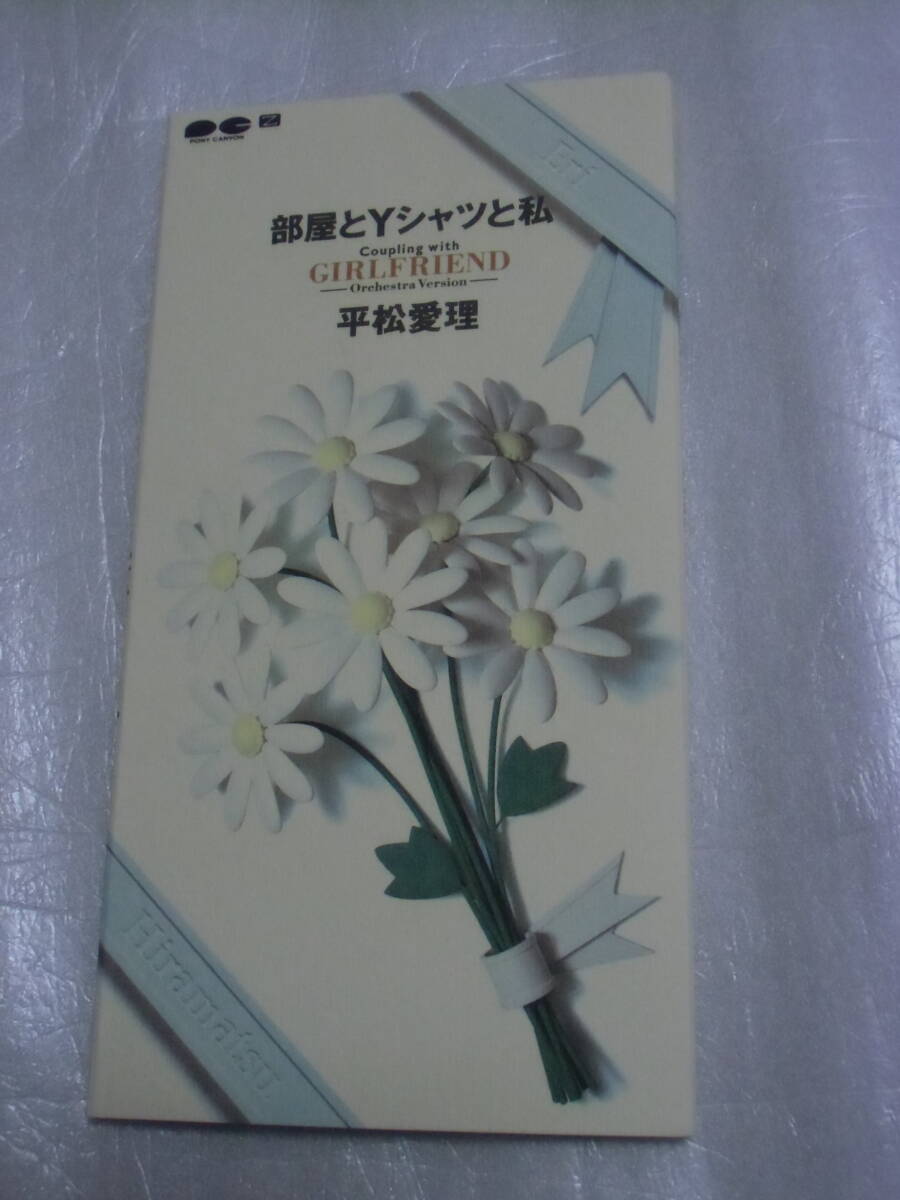 PONY CANYON
Eri
部屋とYシャツと私
Coupling with
GIRLFRIEND
Orchestra Version
平松愛理
Hiramatsu